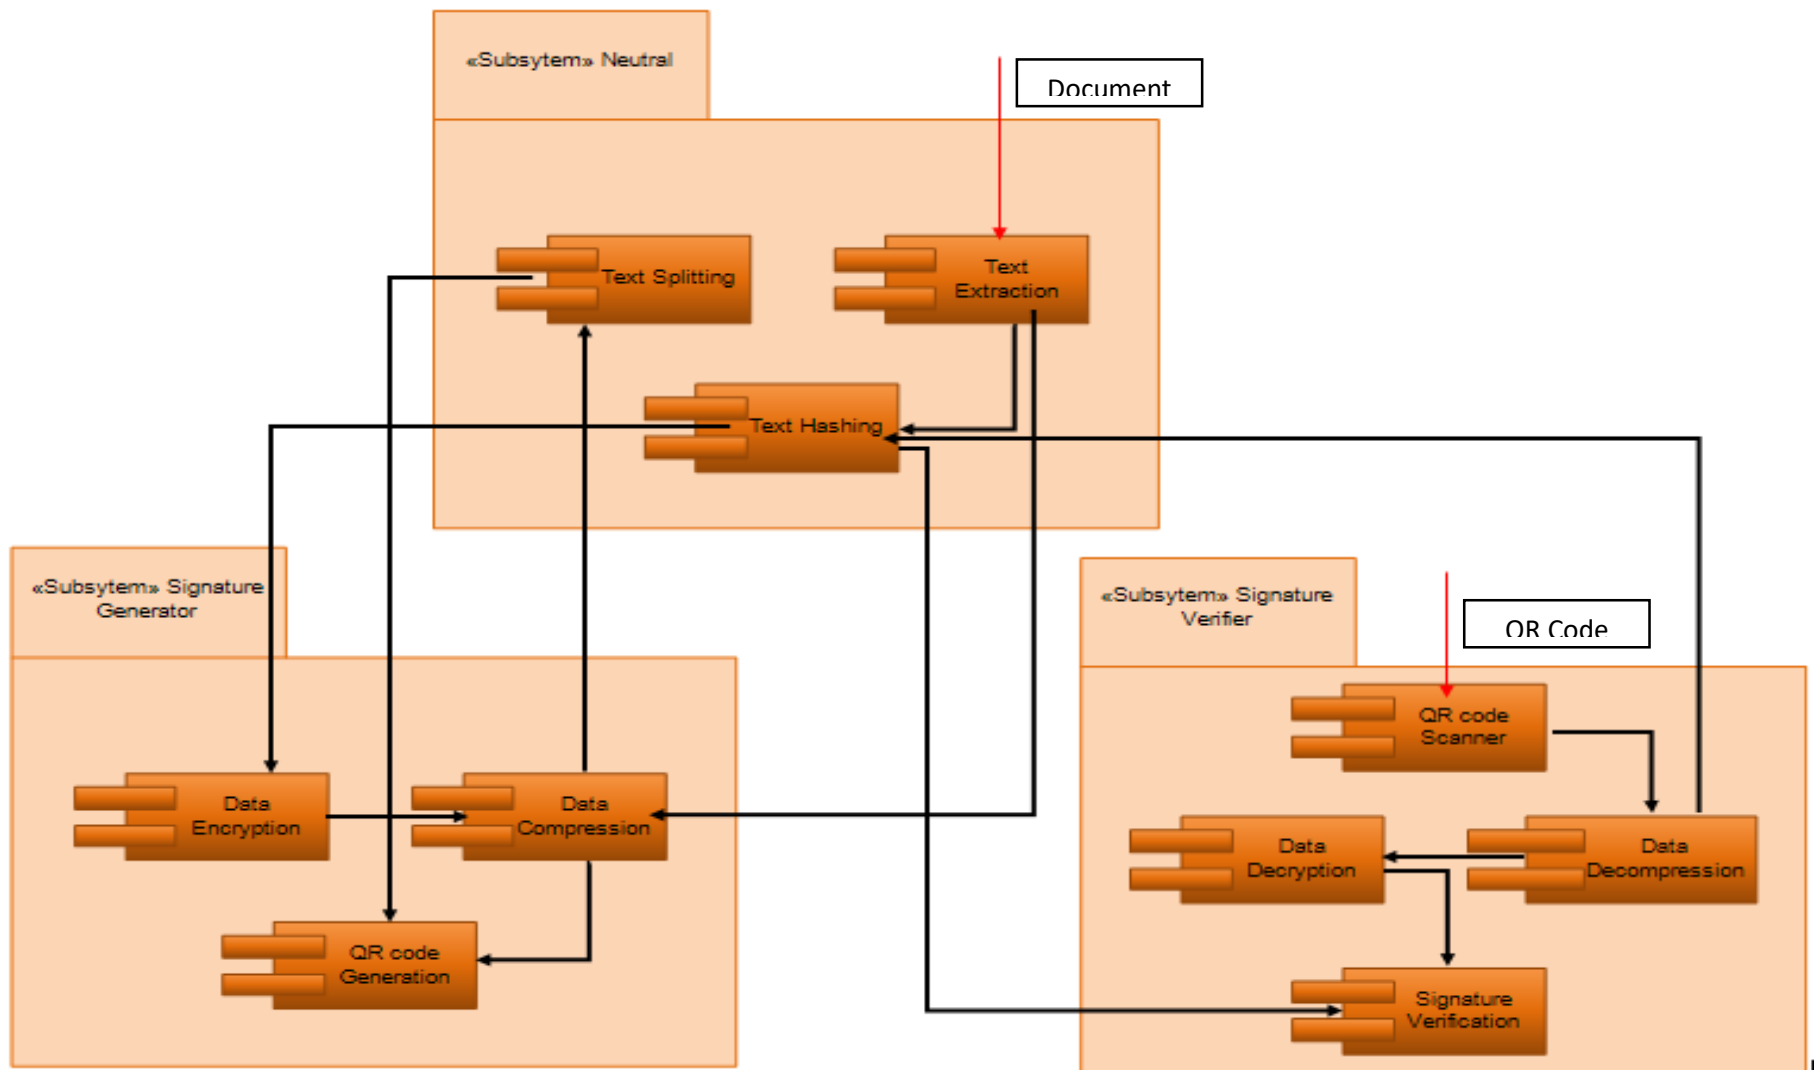 «Subsytem» Neutral
Document
Text Splitting
Text
Extraction
Text Hashing
«Subsytem» Signature
Generator
Data
Encryption
Data
Compression
QR code
Generation
«Subsytem» Signature
Verifier
QR Code
QR code
Scanner
Data
Decryption
Data
Decompression
Signature
Verification